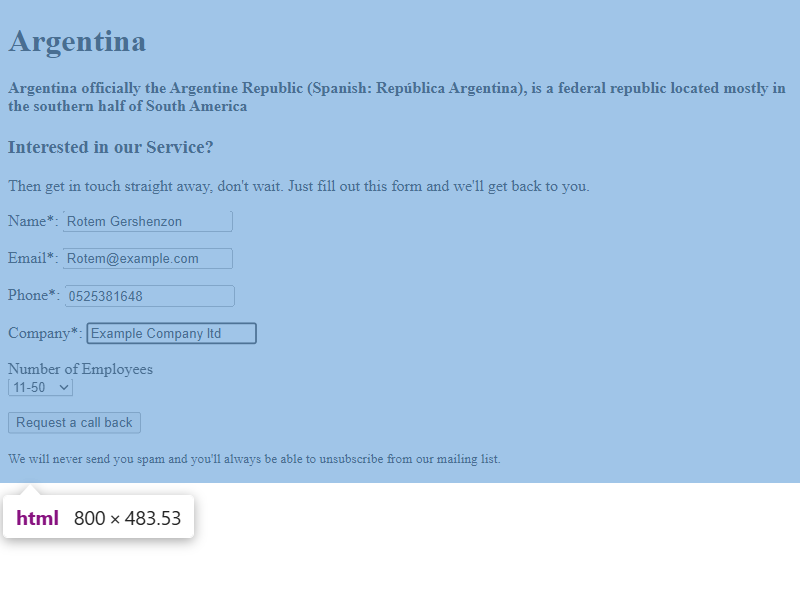 Argentina
Argentina officially the Argentine Republic (Spanish: República Argentina), is a federal republic located mostly in
the southern half of South America
Interested in our Service?
Then get in touch straight away, don't wait. Just fill out this form and we'll get back to you.
Name*: Rotem Gershenzon
Email*: Rotem@example.com
Phone*: 0525381648
Company*: Example Company ltd
Number of Employees
11-50
Request a call back
We will never send you spam and you'll always be able to unsubscribe from our mailing list.
html 800 × 483.53